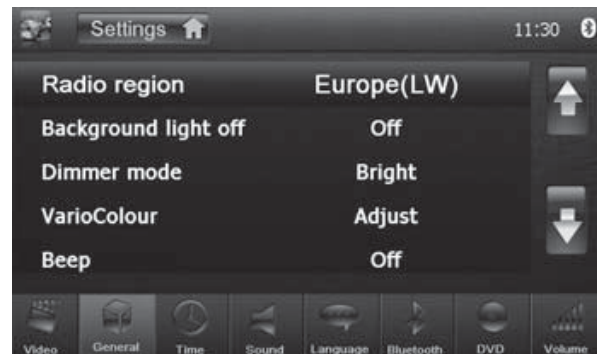 Settings 11:30
Radio region Europe(LW)
Background light off Off
Dimmer mode Bright
VarioColour Adjust
Beep Off
Video General Time Sound Language Bluetooth DVD Volume